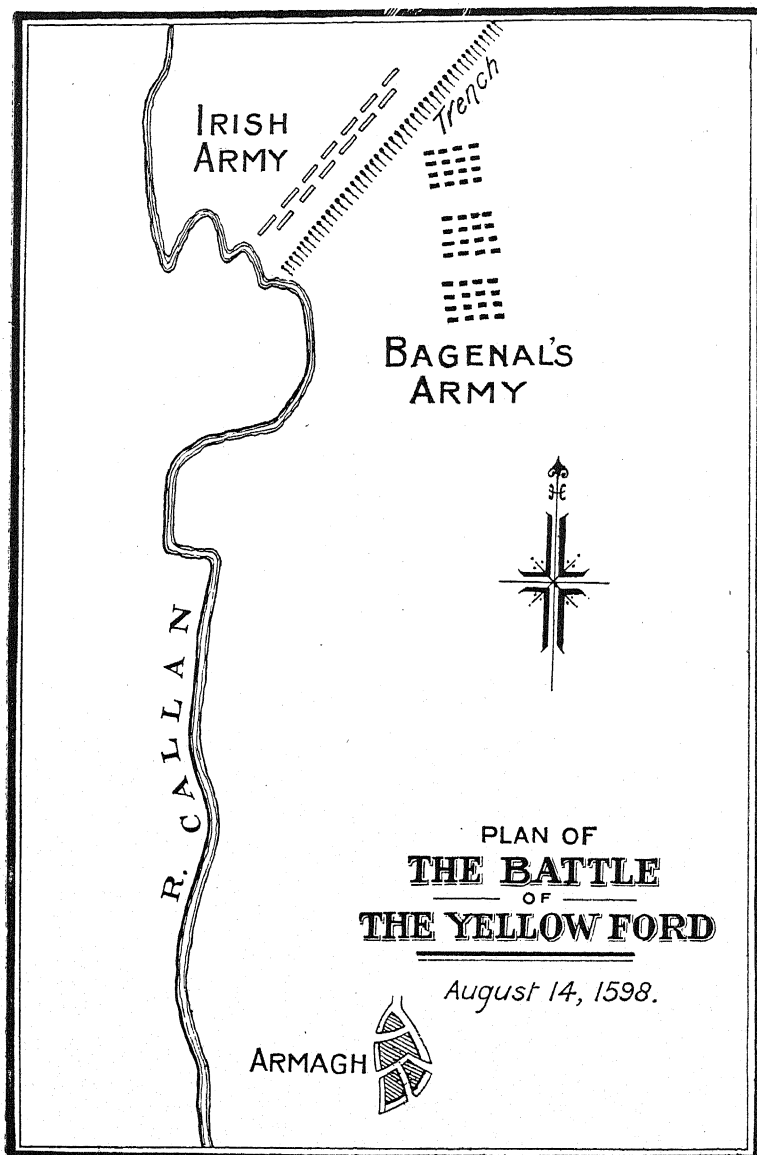 IRISH
ARMY
Trench
BAGENAL'S
ARMY
R. CALLAN
PLAN OF
THE BATTLE
OF
THE YELLOW FORD
August 14, 1598.
ARMAGH